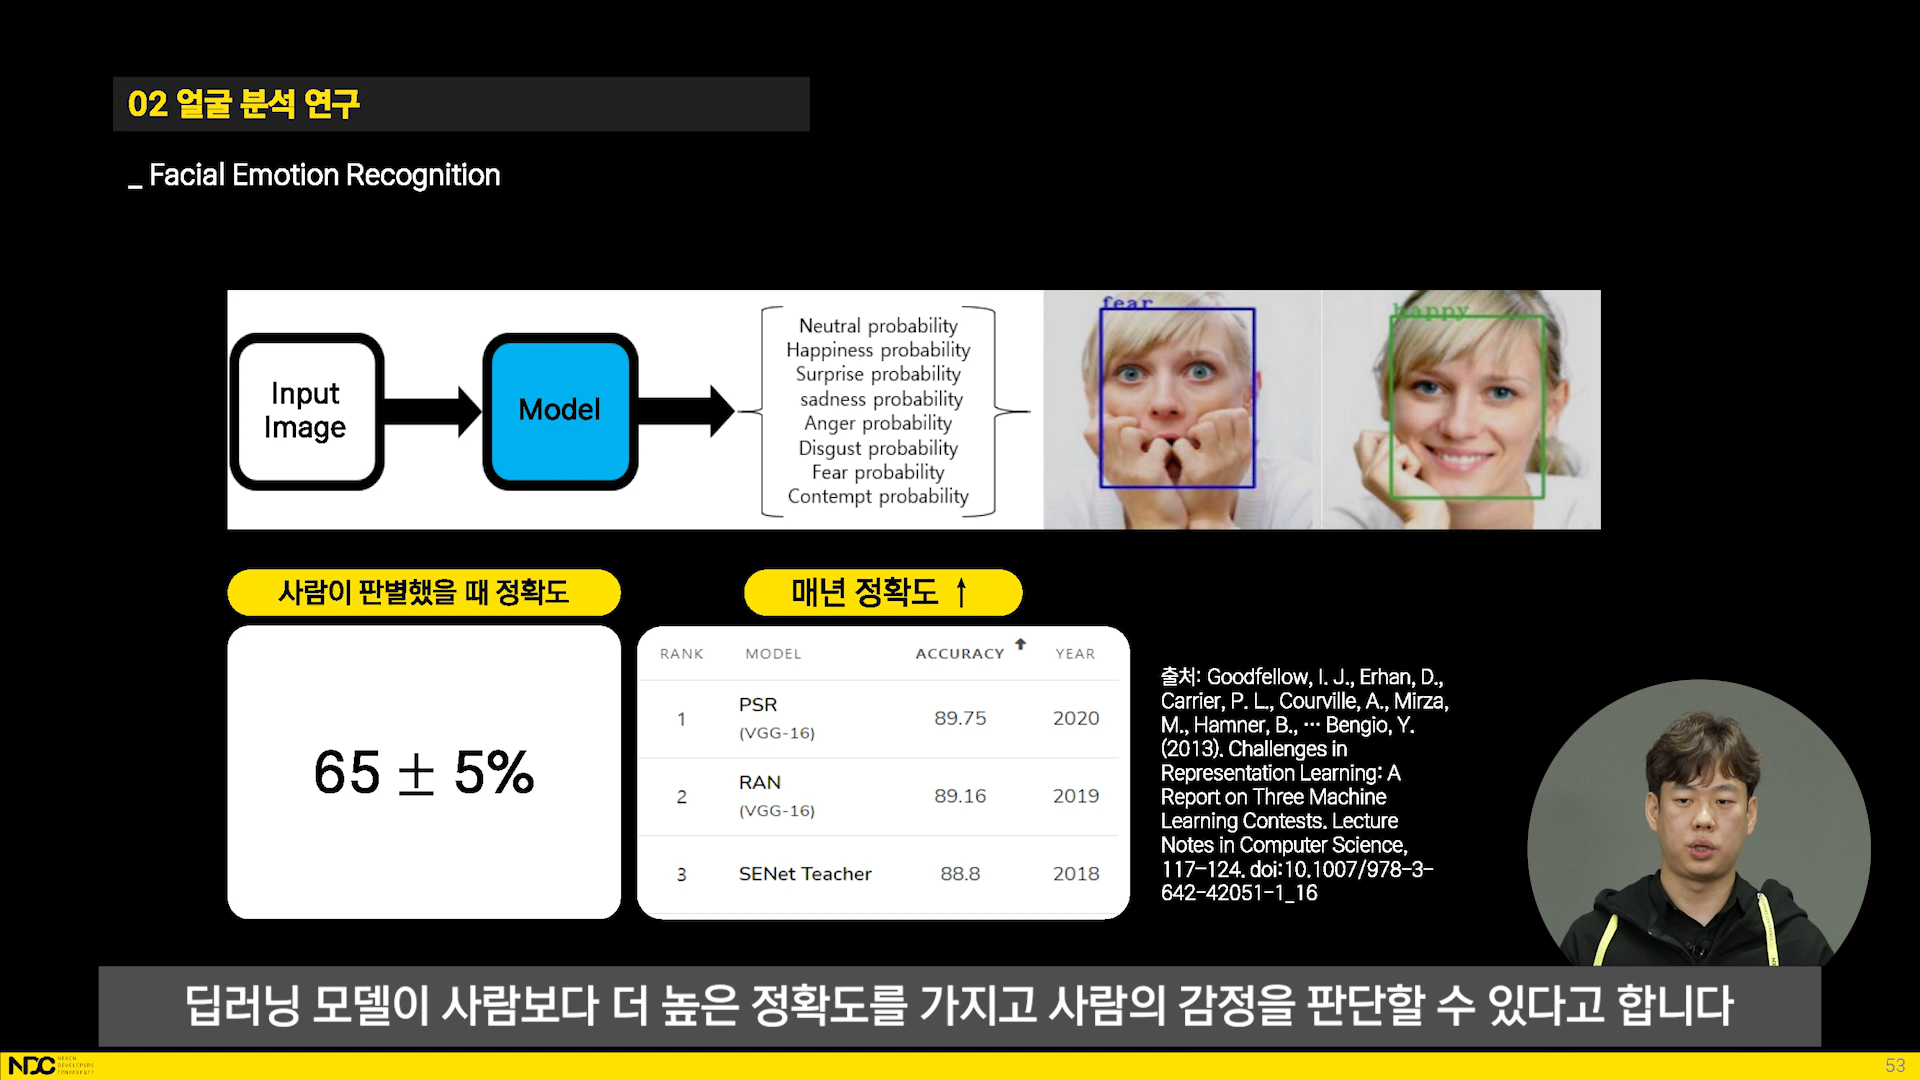 02 얼굴 분석 연구
_ Facial Emotion Recognition
Input
Image
Model
Neutral probability
Happiness probability
Surprise probability
sadness probability
Anger probability
Disgust probability
Fear probability
Contempt probability
fear
happy
사람이 판별했을 때 정확도
65 ± 5%
매년 정확도 ↑
RANK MODEL ACCURACY ↑ YEAR
1 PSR (VGG-16) 89.75 2020
2 RAN (VGG-16) 89.16 2019
3 SENet Teacher 88.8 2018
출처: Goodfellow, I. J., Erhan, D.,
Carrier, P. L., Courville, A., Mirza,
M., Hamner, B., … Bengio, Y.
(2013). Challenges in
Representation Learning: A
Report on Three Machine
Learning Contests. Lecture
Notes in Computer Science,
117–124. doi:10.1007/978-3-
642-42051-1_16
딥러닝 모델이 사람보다 더 높은 정확도를 가지고 사람의 감정을 판단할 수 있다고 합니다
NDC
NEXON
DEVELOPERS
CONFERENCE
53